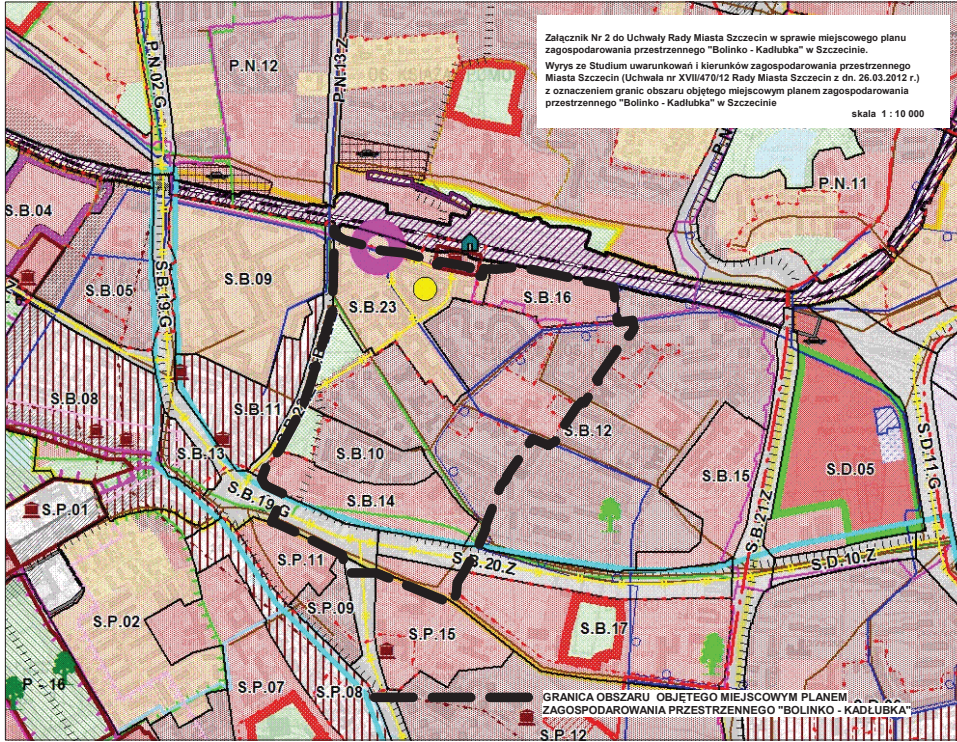 Załącznik Nr 2 do Uchwały Rady Miasta Szczecin w sprawie miejscowego planu
zagospodarowania przestrzennego "Bolinko - Kadłubka" w Szczecinie.
Wyrys ze Studium uwarunkowań i kierunków zagospodarowania przestrzennego
Miasta Szczecin (Uchwała nr XVII/470/12 Rady Miasta Szczecin z dn. 26.03.2012 r.)
z oznaczeniem granic obszaru objętego miejscowym planem zagospodarowania
przestrzennego "Bolinko - Kadłubka" w Szczecinie
skala 1 : 10 000
P.N.02.G
P.N.12
P.N.13.Z
P.N.11
S.B.04
S.B.05
S.B.19.G
S.B.09
S.B.23
S.B.16
S.B.08
S.B.11
S.B.13
S.B.10
S.B.12
S.B.15
S.B.21.Z
S.D.05
S.D.11.G
S.B.14
S.B.19.G
S.P.01
S.B.20.Z
S.D.10.Z
S.P.11
S.P.02
S.P.09
S.P.15
S.B.17
S.P.07
S.P.08
S.P.12
GRANICA OBSZARU OBJĘTEGO MIEJSCOWYM PLANEM
ZAGOSPODAROWANIA PRZESTRZENNEGO "BOLINKO - KADŁUBKA"